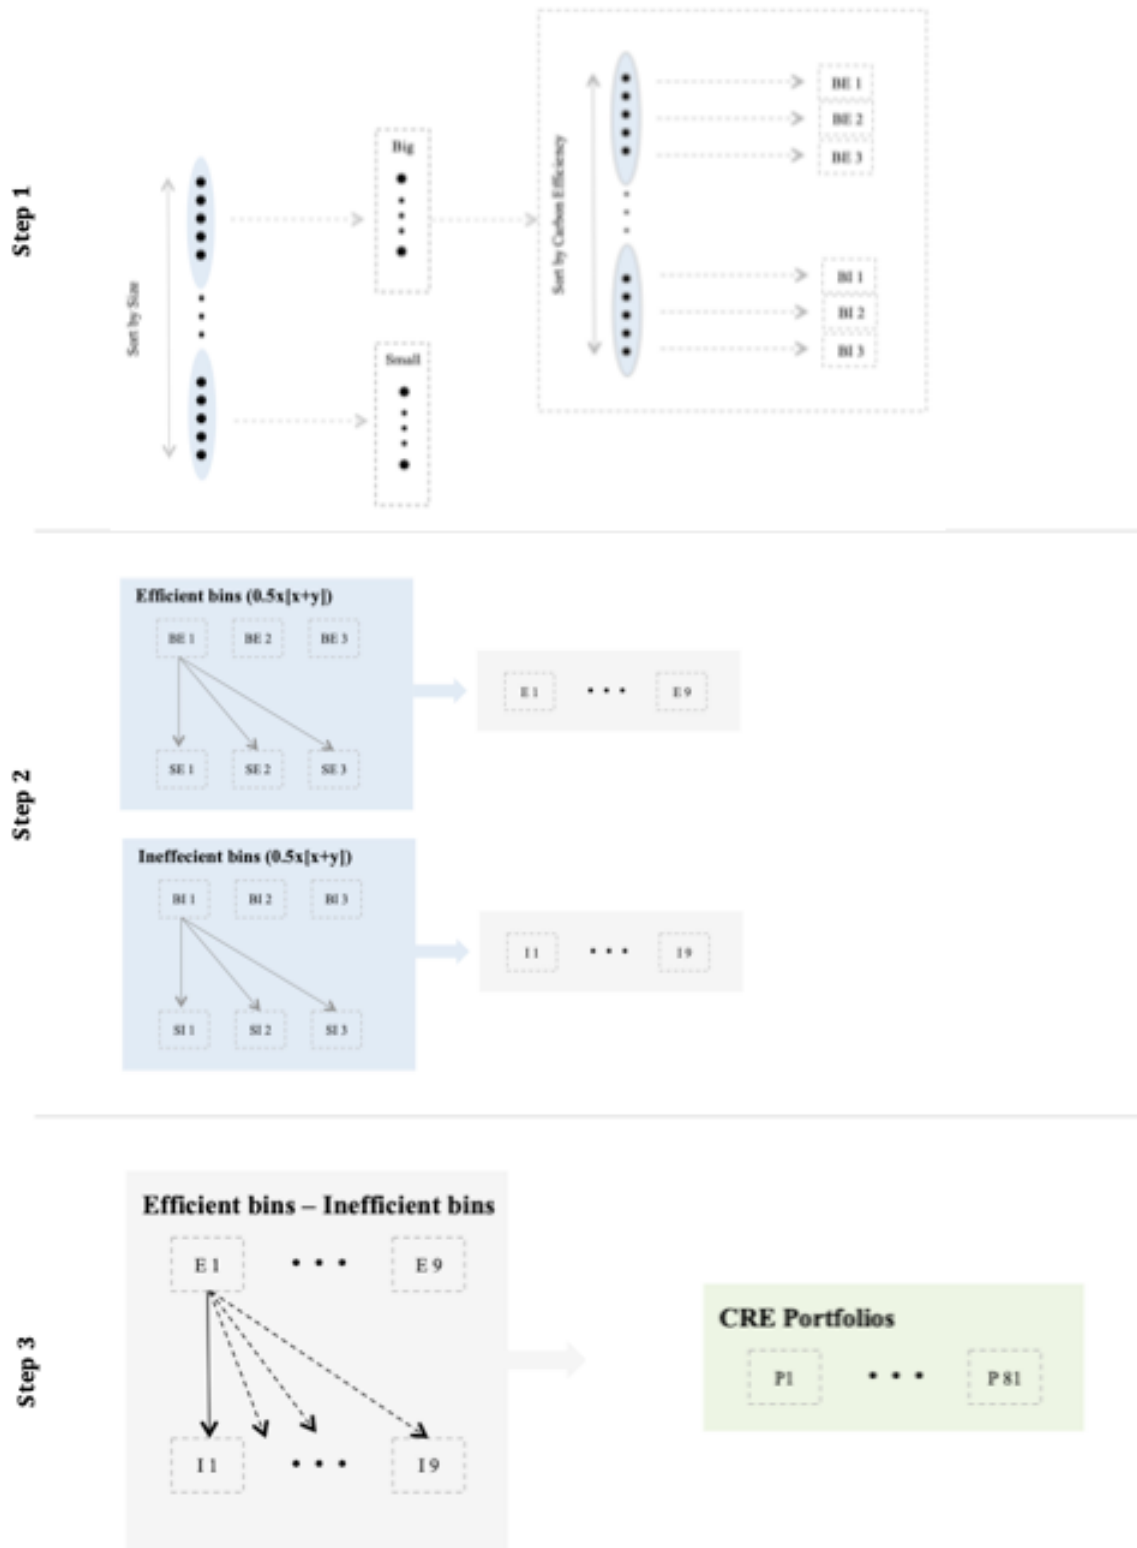 Step 1
Sort by Size
Big
Small
Sort by Carbon Efficiency
BE 1
BE 2
BE 3
BI 1
BI 2
BI 3
Step 2
Efficient bins (0.5x[x+y])
BE 1 BE 2 BE 3
SE 1 SE 2 SE 3
E 1 • • • E 9
Ineffecient bins (0.5x[x+y])
BI 1 BI 2 BI 3
SI 1 SI 2 SI 3
I 1 • • • I 9
Step 3
Efficient bins – Inefficient bins
E 1 • • • E 9
I 1 • • • I 9
CRE Portfolios
P1 • • • P 81